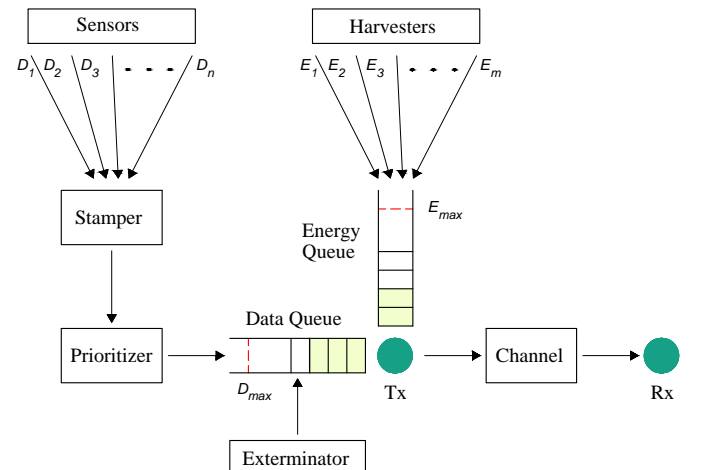 Sensors
Harvesters
D1 D2 D3 Dn
E1 E2 E3 Em
Stamper
Emax
Energy
Queue
Data Queue
Prioritizer
Channel
Dmax
Tx
Rx
Exterminator